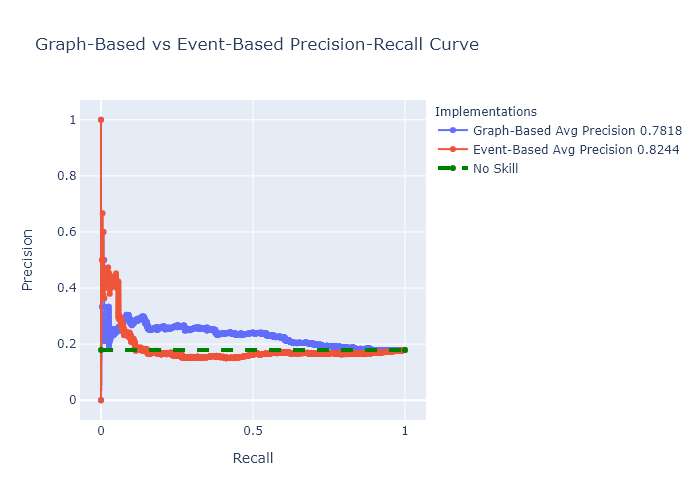 Graph-Based vs Event-Based Precision-Recall Curve
Implementations
Graph-Based Avg Precision 0.7818
Event-Based Avg Precision 0.8244
No Skill
Precision
1
0.8
0.6
0.4
0.2
0
0 0.5 1
Recall